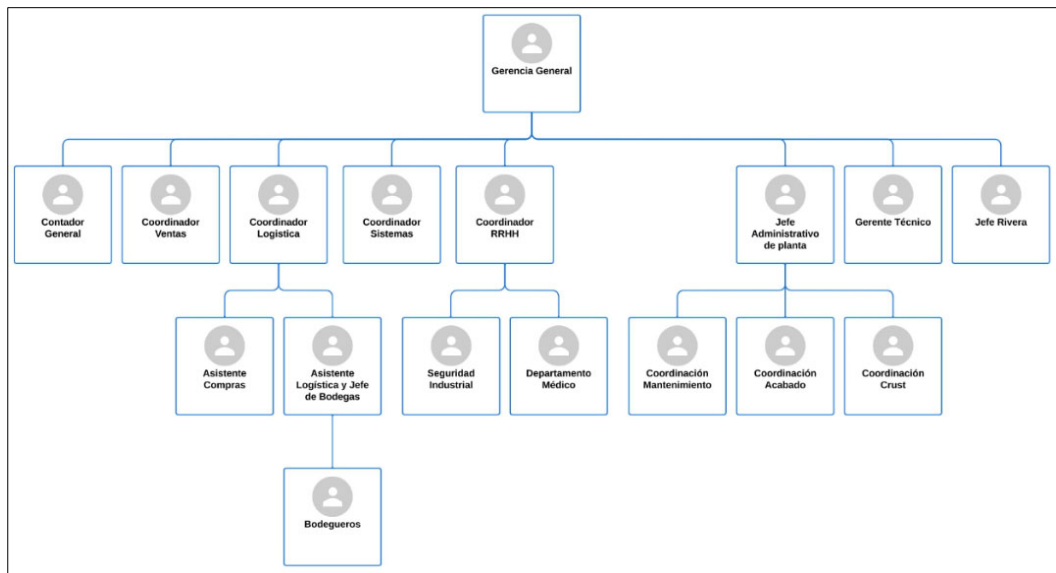 Gerencia General
Contador
General
Coordinador
Ventas
Coordinador
Logística
Coordinador
Sistemas
Coordinador
RRHH
Jefe
Administrativo
de planta
Gerente Técnico
Jefe Rivera
Asistente
Compras
Asistente
Logística y Jefe
de Bodegas
Seguridad
Industrial
Departamento
Médico
Coordinación
Mantenimiento
Coordinación
Acabado
Coordinación
Crust
Bodegueros